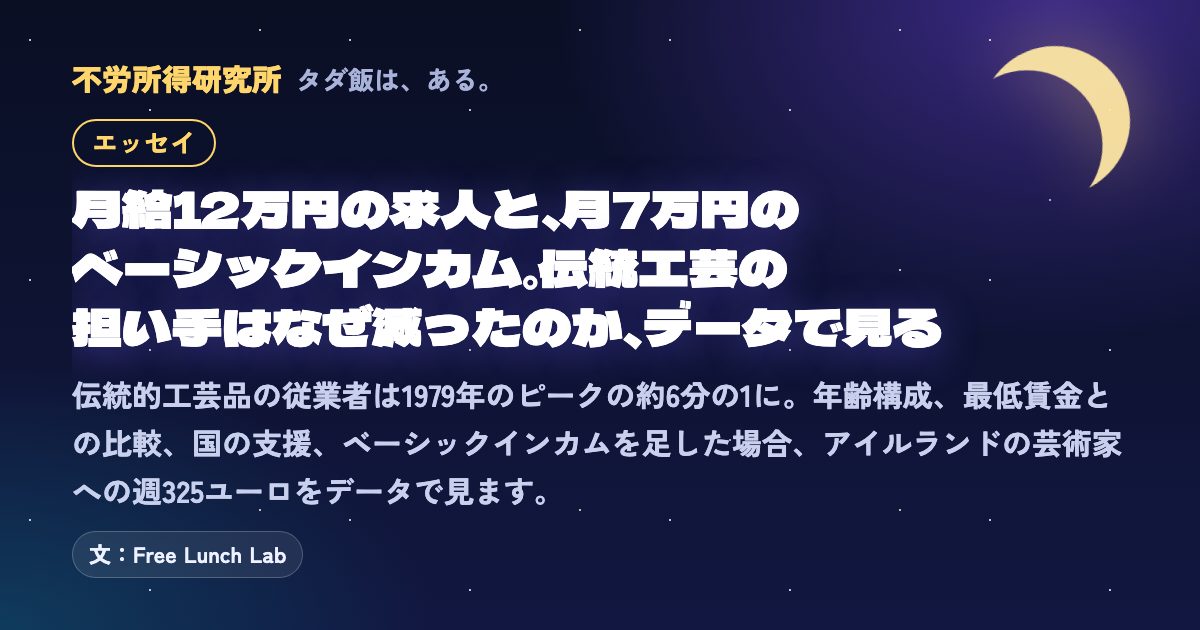 不労所得研究所 タダ飯は、ある。
エッセイ
月給12万円の求人と、月7万円の
ベーシックインカム。伝統工芸の
担い手はなぜ減ったのか、データで見る
伝統的工芸品の従業者は1979年のピークの約6分の1に。年齢構成、最低賃金と
の比較、国の支援、ベーシックインカムを足した場合、アイルランドの芸術家
への週325ユーロをデータで見ます。
文：Free Lunch Lab